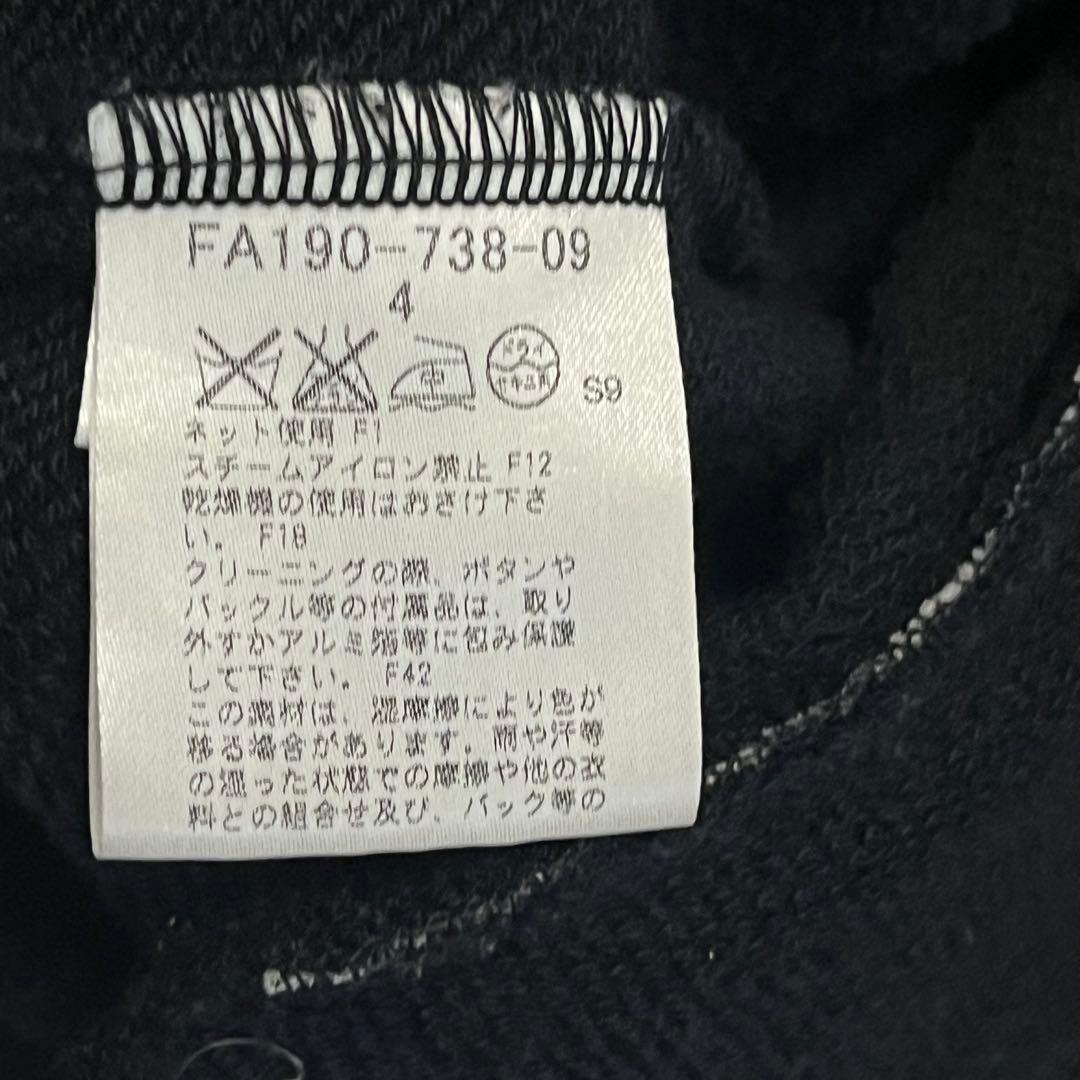 FA190-738-09
4
ドライ
セキユ系
S9
ネット使用 F1
スチームアイロン禁止 F12
乾燥機の使用はおさけ下さ
い。 F18
クリーニングの際、ボタンや
バックル等の付属品は、取り
外すかアルミ箔等に包み保護
して下さい。 F42
この素材は、湿摩擦により色が
移る場合があります。雨や汗等
の湿った状態での摩擦や他の衣
料との組合せ及び、バック等の